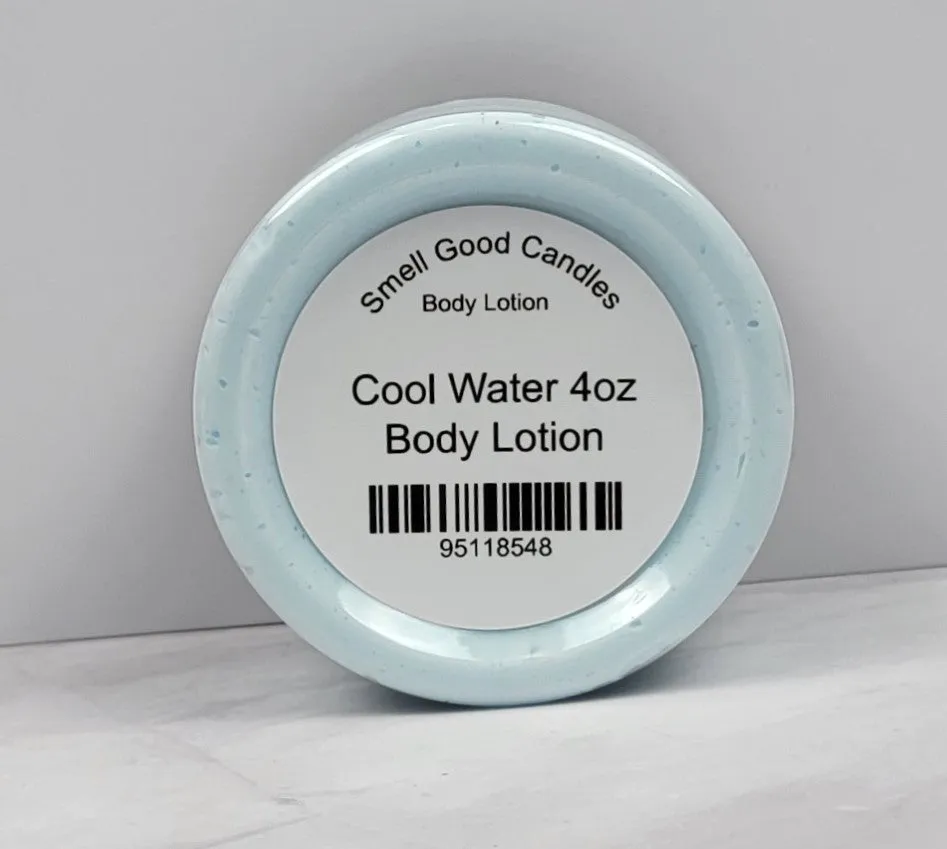 Smell Good Candles
Body Lotion
Cool Water 4oz
Body Lotion
95118548